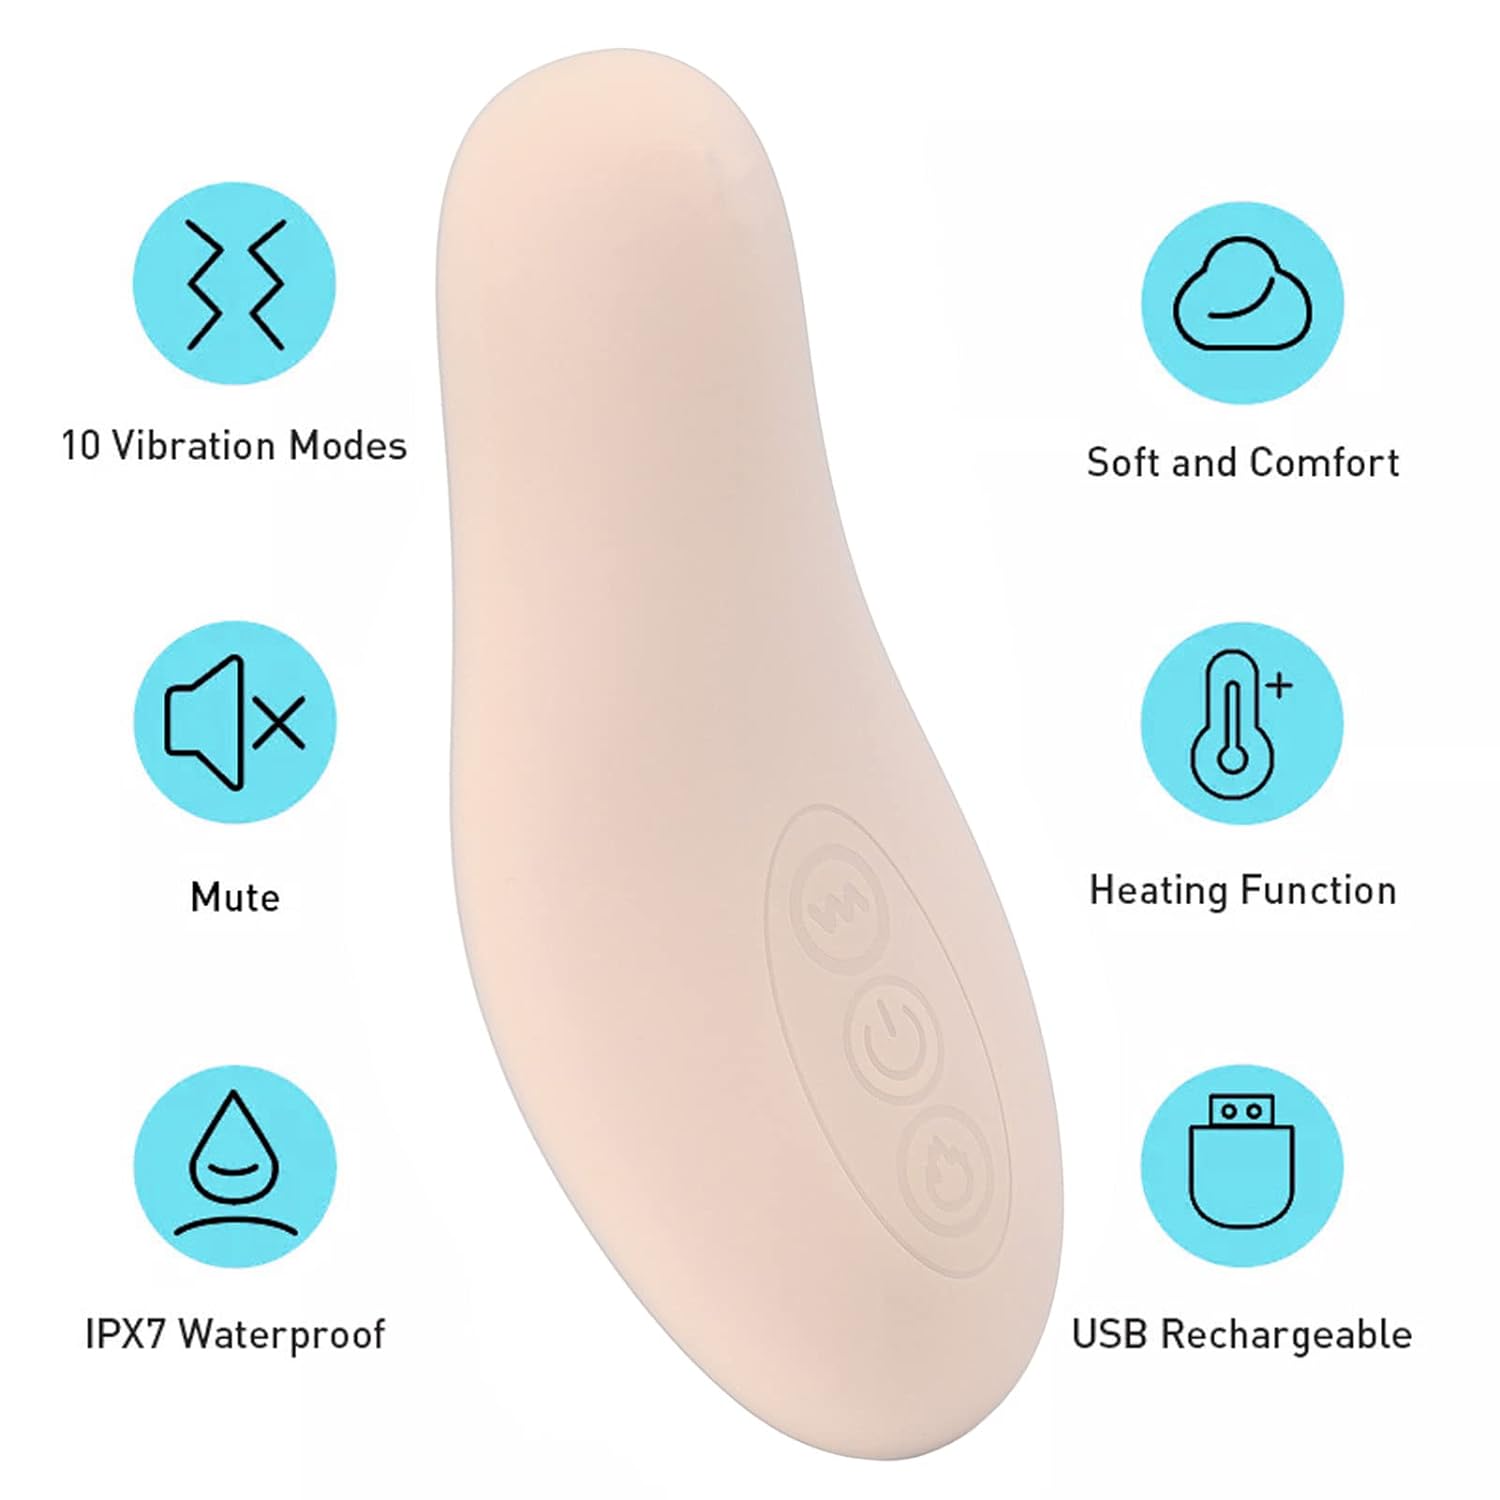 10 Vibration Modes
Soft and Comfort
Mute
Heating Function
IPX7 Waterproof
USB Rechargeable